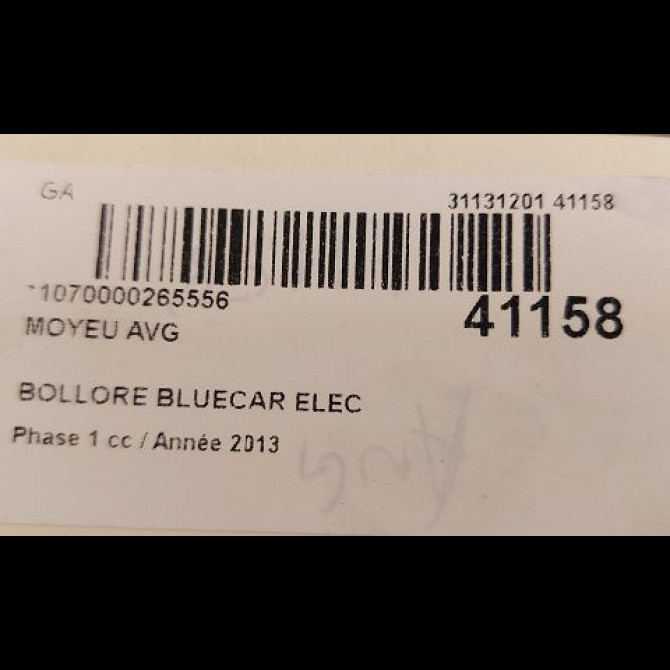 GA
31131201 41158
*1070000265556
41158
MOYEU AVG
BOLLORE BLUECAR ELEC
Phase 1 cc / Année 2013